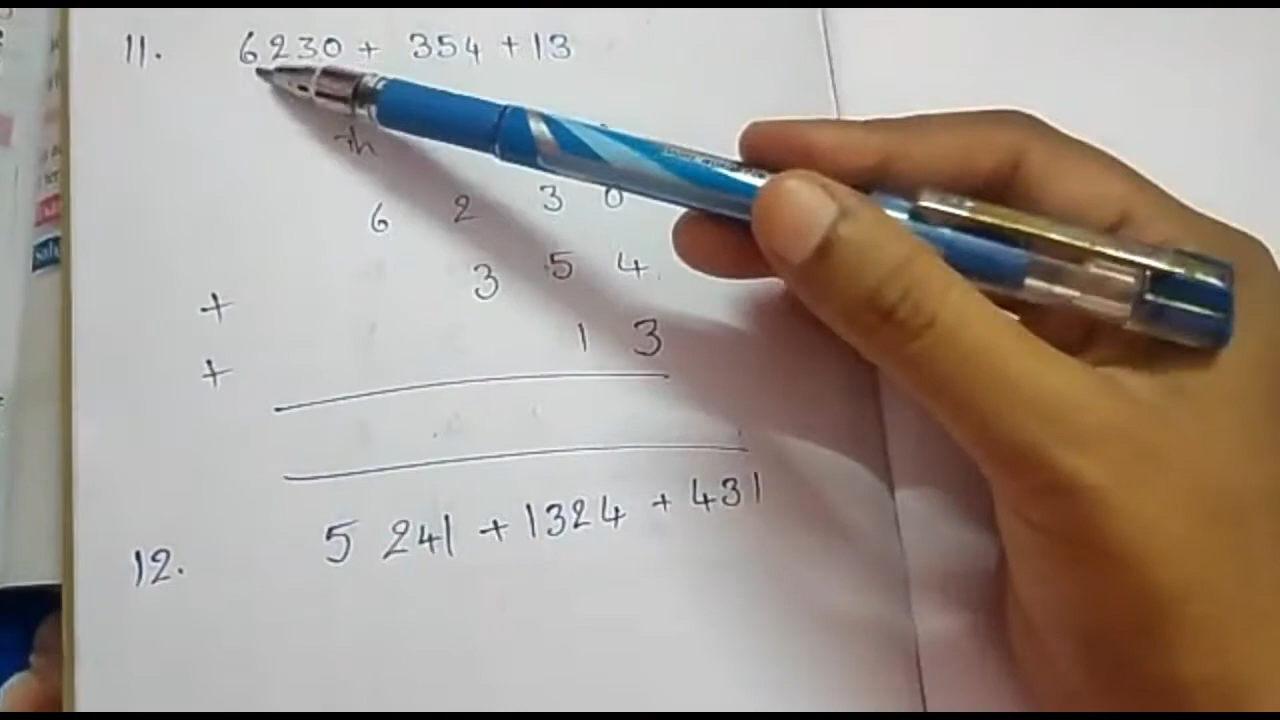 11. 6230 + 354 + 13
Th
6 2 3 0
+ 3 5 4
+ 1 3
12. 5 241 + 1324 + 431